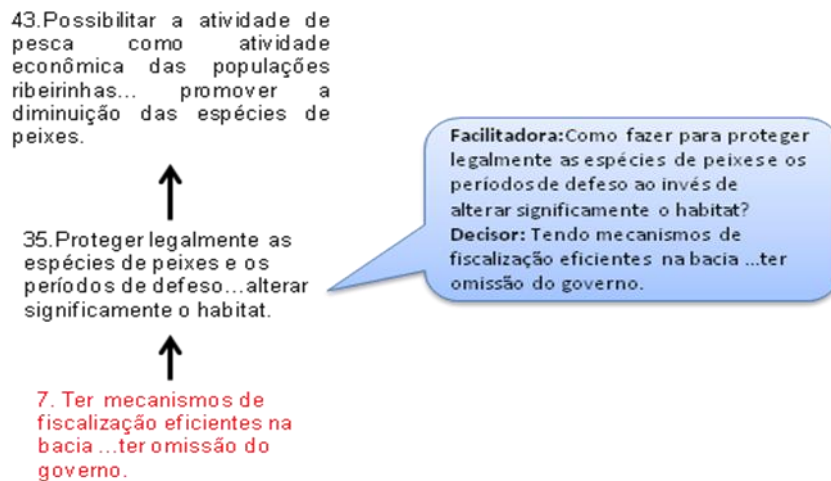 43.Possibilitar a atividade de
pesca como atividade
econômica das populações
ribeirinhas... promover a
diminuição das espécies de
peixes.
35.Proteger legalmente as
espécies de peixes e os
períodos de defeso...alterar
significamente o habitat.
7. Ter mecanismos de
fiscalização eficientes na
bacia ...ter omissão do
governo.
Facilitadora:Como fazer para proteger
legalmente as espécies de peixes e os
períodos de defeso ao invés de
alterar significamente o habitat?
Decisor: Tendo mecanismos de
fiscalização eficientes na bacia ...ter
omissão do governo.